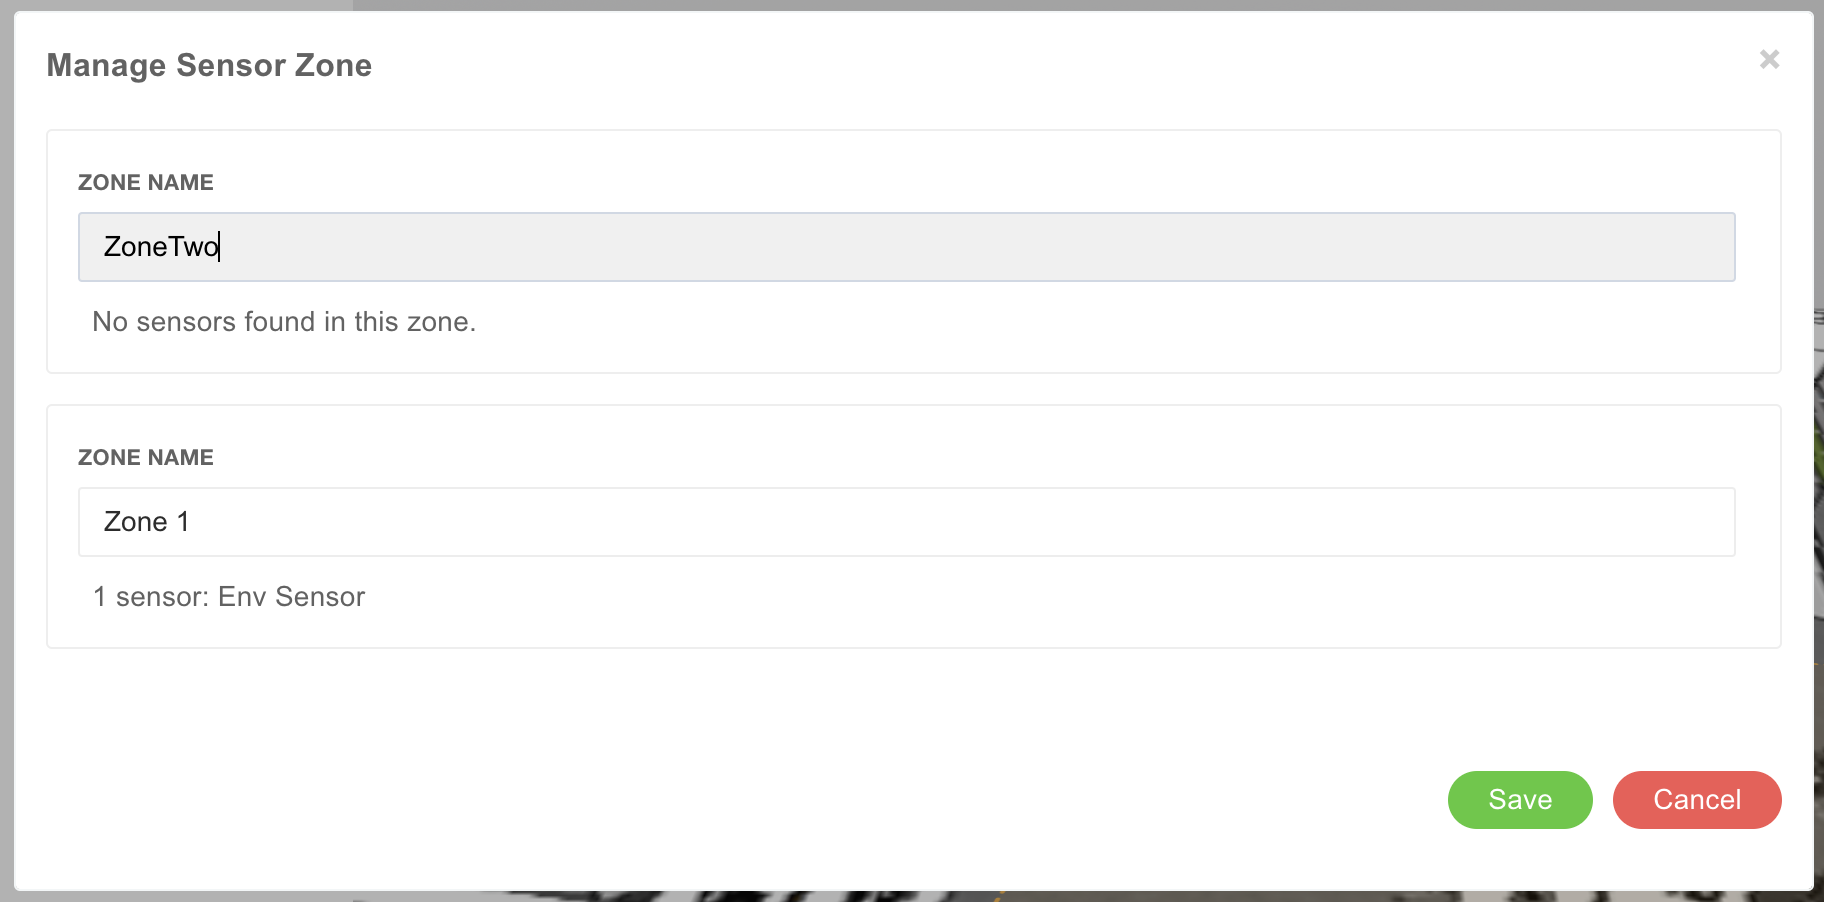 Manage Sensor Zone
×
ZONE NAME
ZoneTwo
No sensors found in this zone.
ZONE NAME
Zone 1
1 sensor: Env Sensor
Save
Cancel